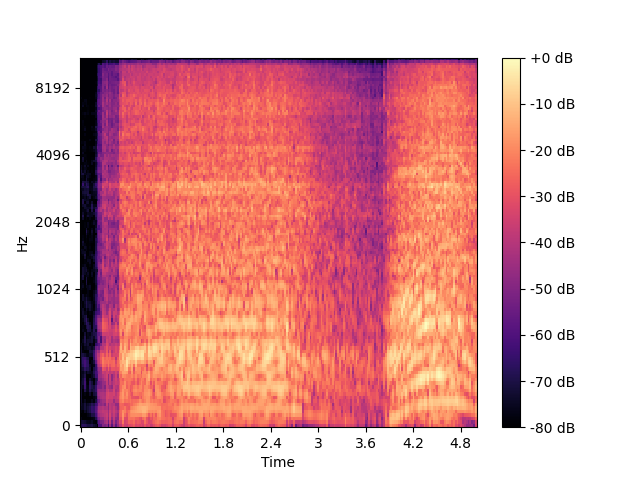 8192
4096
2048
1024
512
0
Hz
0 0.6 1.2 1.8 2.4 3 3.6 4.2 4.8
Time
+0 dB
-10 dB
-20 dB
-30 dB
-40 dB
-50 dB
-60 dB
-70 dB
-80 dB